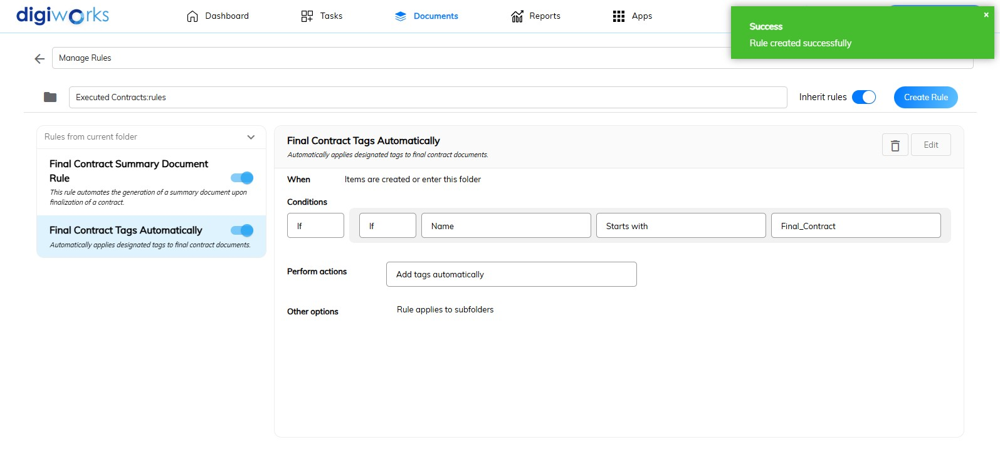 digiworks
Dashboard
Tasks
Documents
Reports
Apps
×
Success
Rule created successfully
Manage Rules
Executed Contracts:rules
Inherit rules
Create Rule
Rules from current folder
Final Contract Summary Document
Rule
This rule automates the generation of a summary document upon
finalization of a contract.
Final Contract Tags Automatically
Automatically applies designated tags to final contract documents.
Final Contract Tags Automatically
Automatically applies designated tags to final contract documents.
Edit
When
Items are created or enter this folder
Conditions
If
If
Name
Starts with
Final_Contract
Perform actions
Add tags automatically
Other options
Rule applies to subfolders